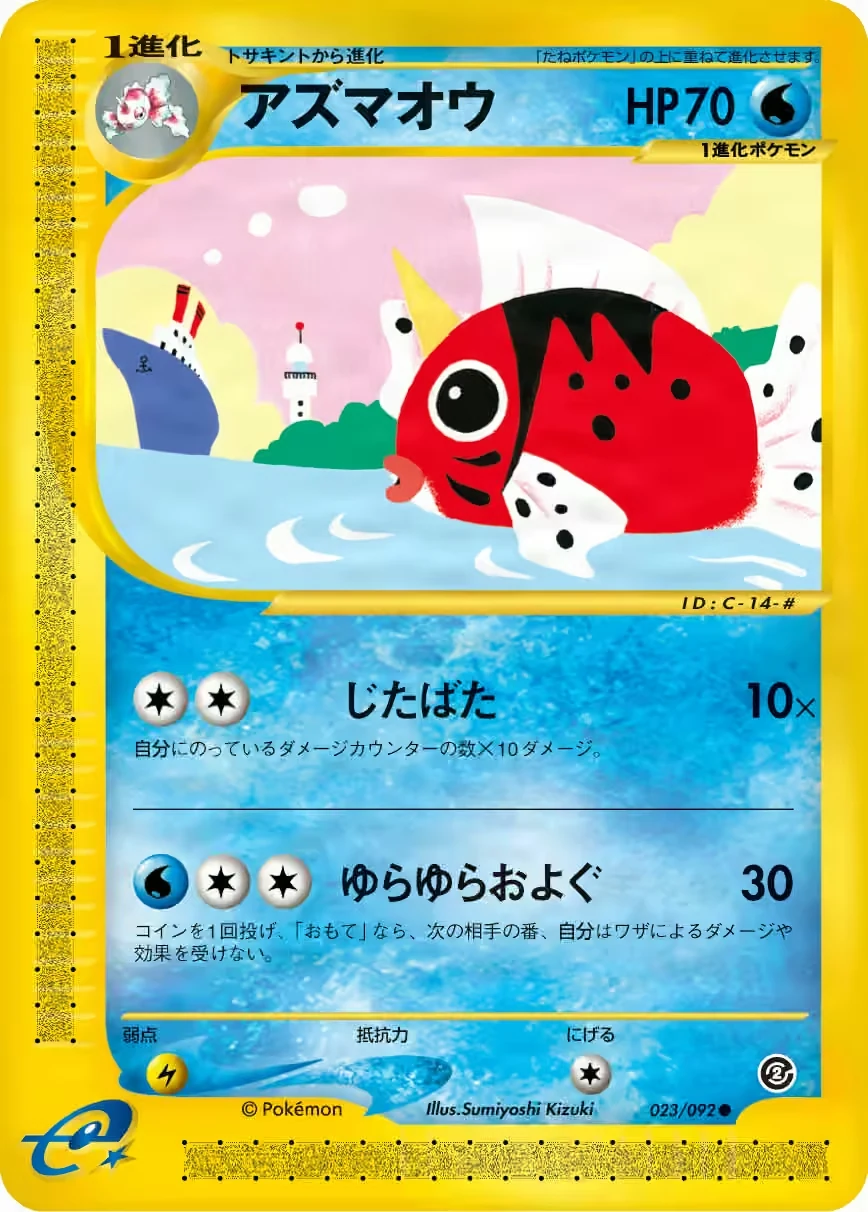 1進化
トサキントから進化
「たねポケモン」の上に重ねて進化させます。
アズマオウ
HP70
1進化ポケモン
ID:C-14-#
じたばた 10×
自分にのっているダメージカウンターの数×10ダメージ。
ゆらゆらおよぐ 30
コインを1回投げ、「おもて」なら、次の相手の番、自分はワザによるダメージや
効果を受けない。
弱点 抵抗力 にげる
2
© Pokémon Illus.Sumiyoshi Kizuki 023/092●
e